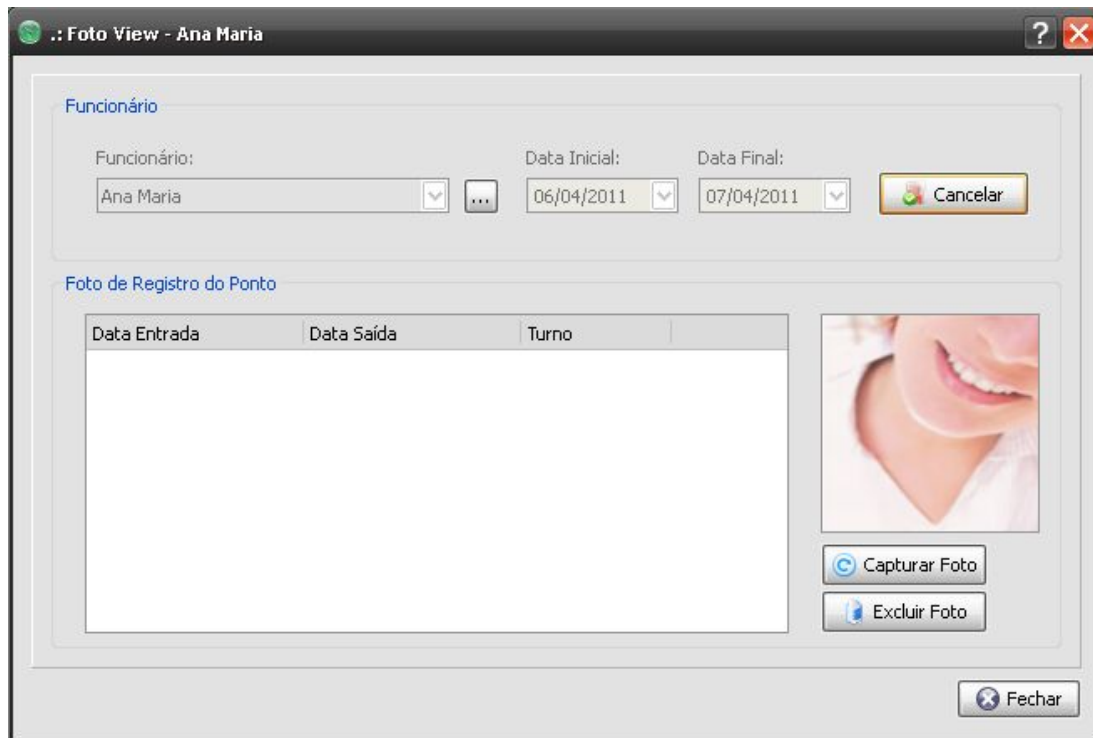 .: Foto View - Ana Maria
?
Funcionário
Funcionário: Data Inicial: Data Final:
Ana Maria ... 06/04/2011 07/04/2011 Cancelar
Foto de Registro do Ponto
Data Entrada Data Saída Turno
Capturar Foto
Excluir Foto
Fechar